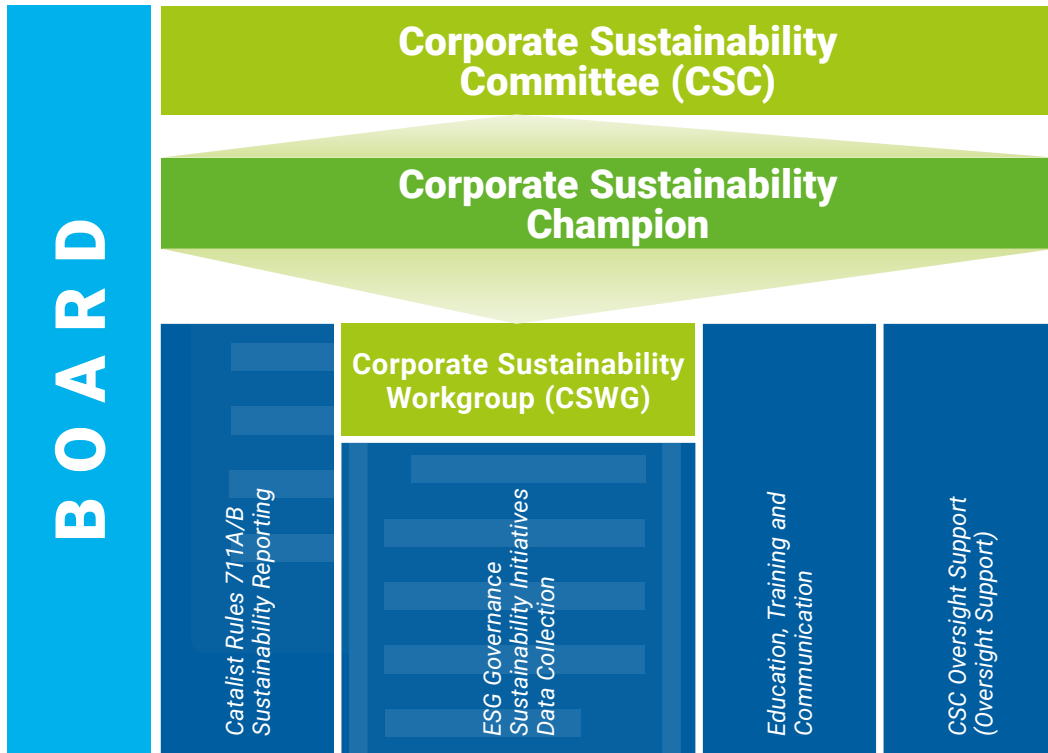 BOARD
Corporate Sustainability
Committee (CSC)
Corporate Sustainability
Champion
Corporate Sustainability
Workgroup (CSWG)
Catalist Rules 711A/B
Sustainability Reporting
ESG Governance
Sustainability Initiatives
Data Collection
Education, Training and
Communication
CSC Oversight Support
(Oversight Support)